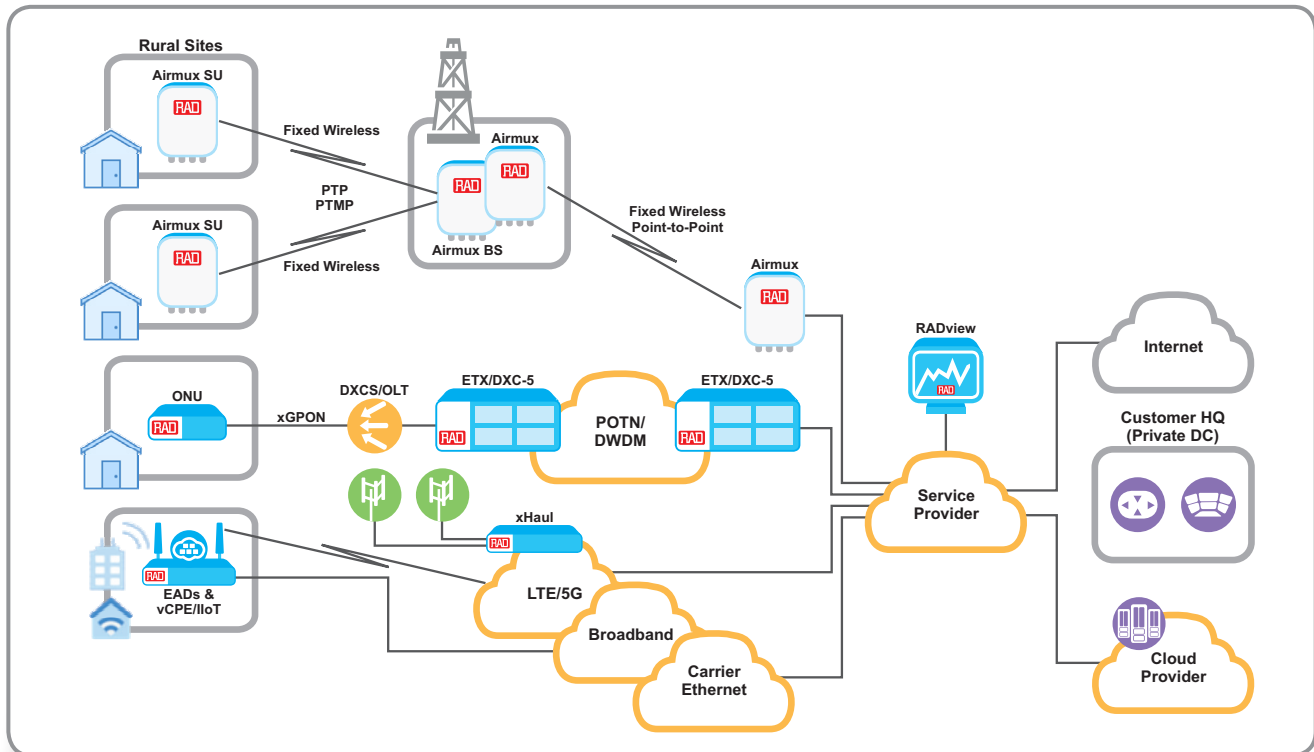 Rural Sites
Airmux SU
RAD
Fixed Wireless
PTP
PTMP
Airmux SU
RAD
Fixed Wireless
Airmux
RAD
RAD
Airmux BS
Fixed Wireless
Point-to-Point
Airmux
RAD
RADview
RAD
Internet
ONU
RAD
xGPON
DXCS/OLT
ETX/DXC-5
RAD
POTN/
DWDM
ETX/DXC-5
RAD
Customer HQ
(Private DC)
Service
Provider
xHaul
RAD
RAD
EADs &
vCPE/IIoT
LTE/5G
Broadband
Carrier
Ethernet
Cloud
Provider